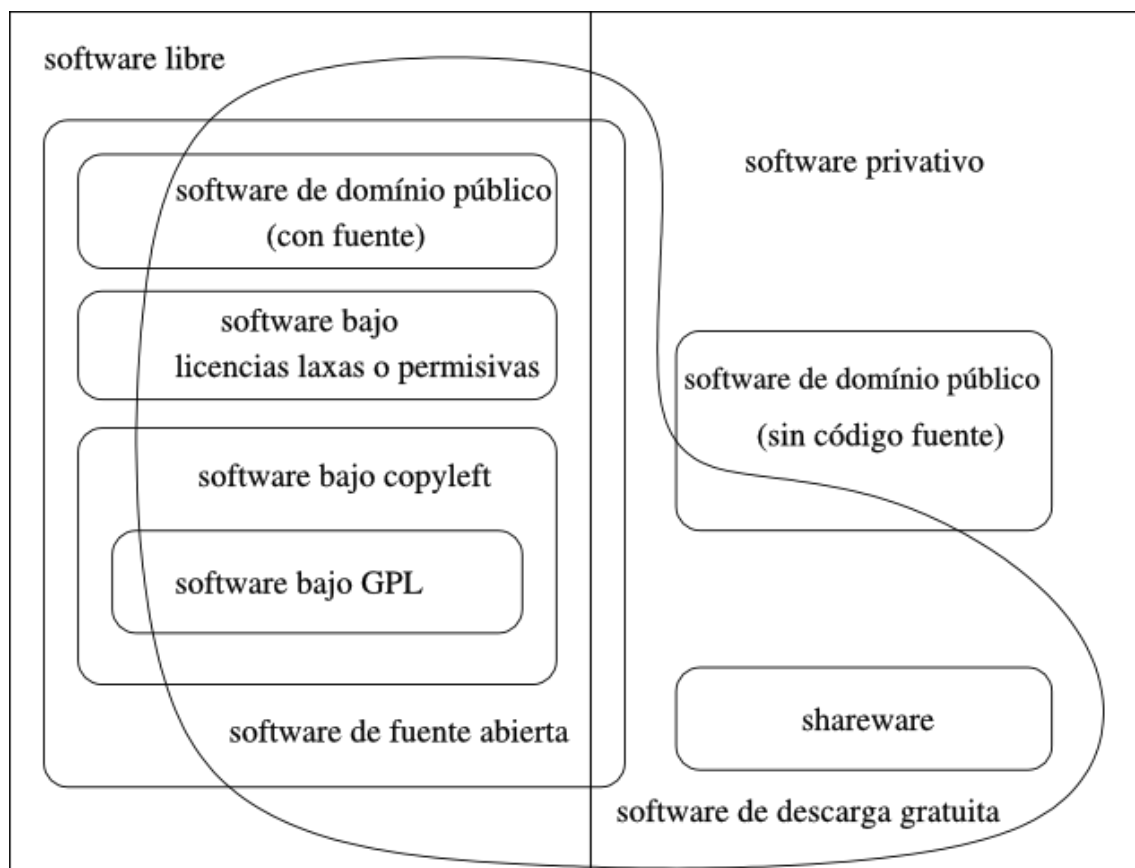 software libre
software privativo
software de domínio público
(con fuente)
software bajo
licencias laxas o permisivas
software de domínio público
(sin código fuente)
software bajo copyleft
software bajo GPL
shareware
software de fuente abierta
software de descarga gratuita